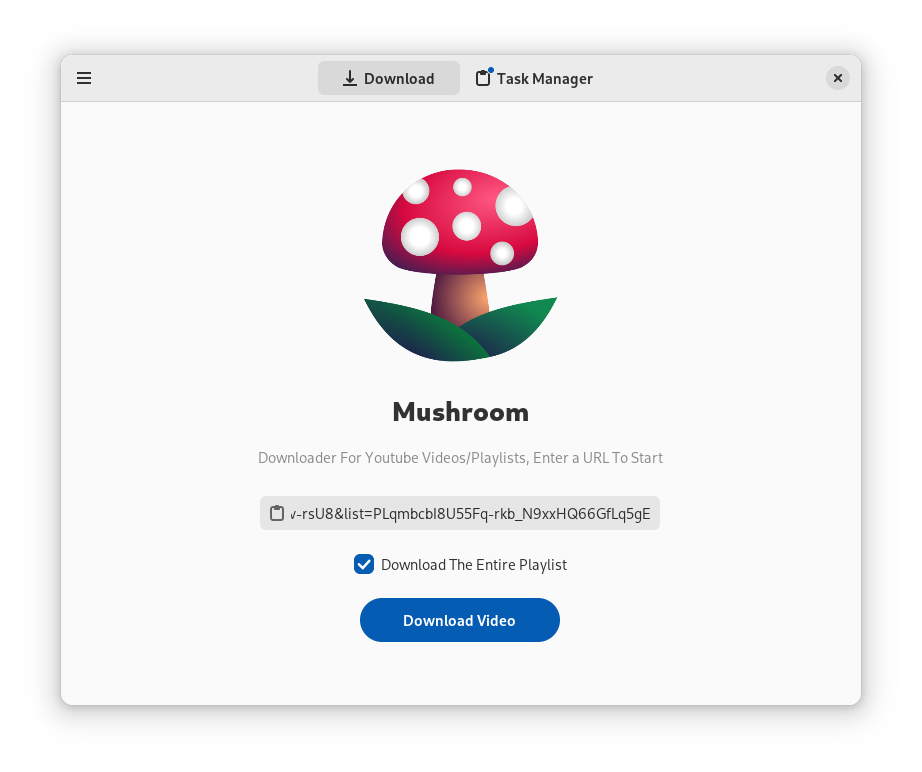 Download
Task Manager
Mushroom
Downloader For Youtube Videos/Playlists, Enter a URL To Start
v-rsU8&list=PLqmbcbI8U55Fq-rkb_N9xxHQ66GfLq5gE
Download The Entire Playlist
Download Video